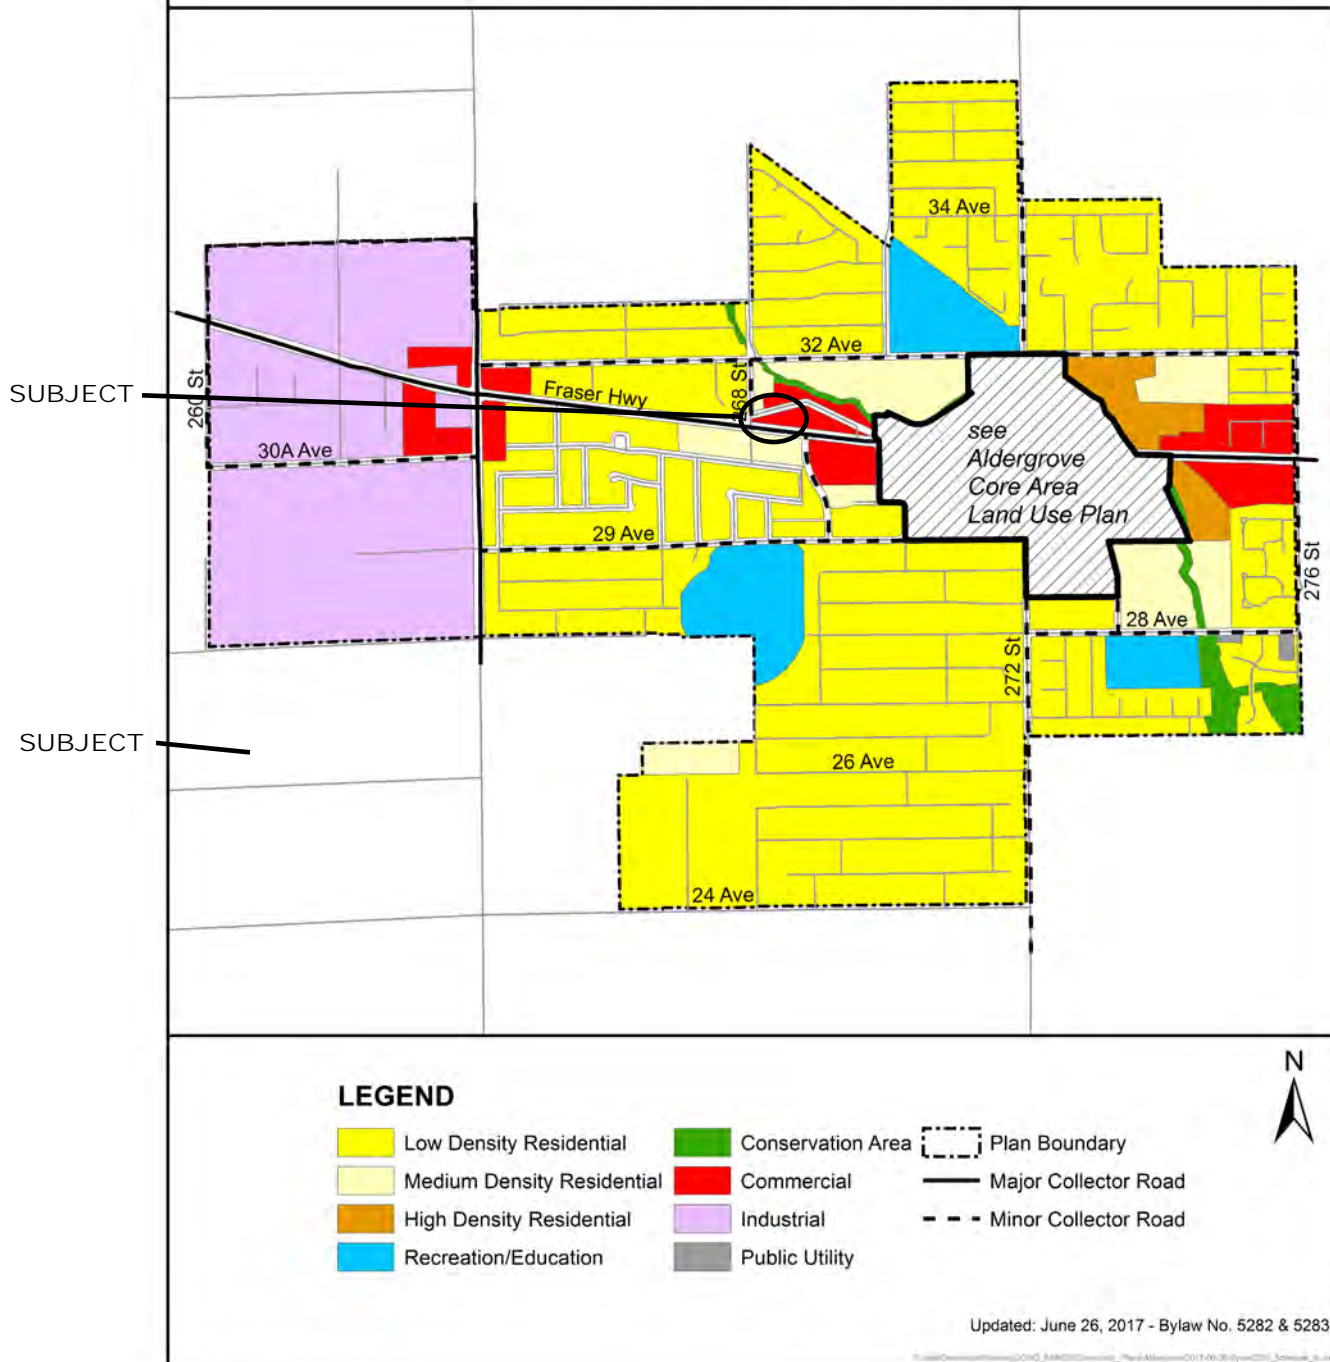 34 Ave
32 Ave
SUBJECT
260 St
Fraser Hwy
268 St
30A Ave
see
Aldergrove
Core Area
Land Use Plan
29 Ave
276 St
28 Ave
272 St
SUBJECT
26 Ave
24 Ave
N
LEGEND
Low Density Residential
Medium Density Residential
High Density Residential
Recreation/Education
Conservation Area
Commercial
Industrial
Public Utility
Plan Boundary
Major Collector Road
Minor Collector Road
Updated: June 26, 2017 - Bylaw No. 5282 & 5283